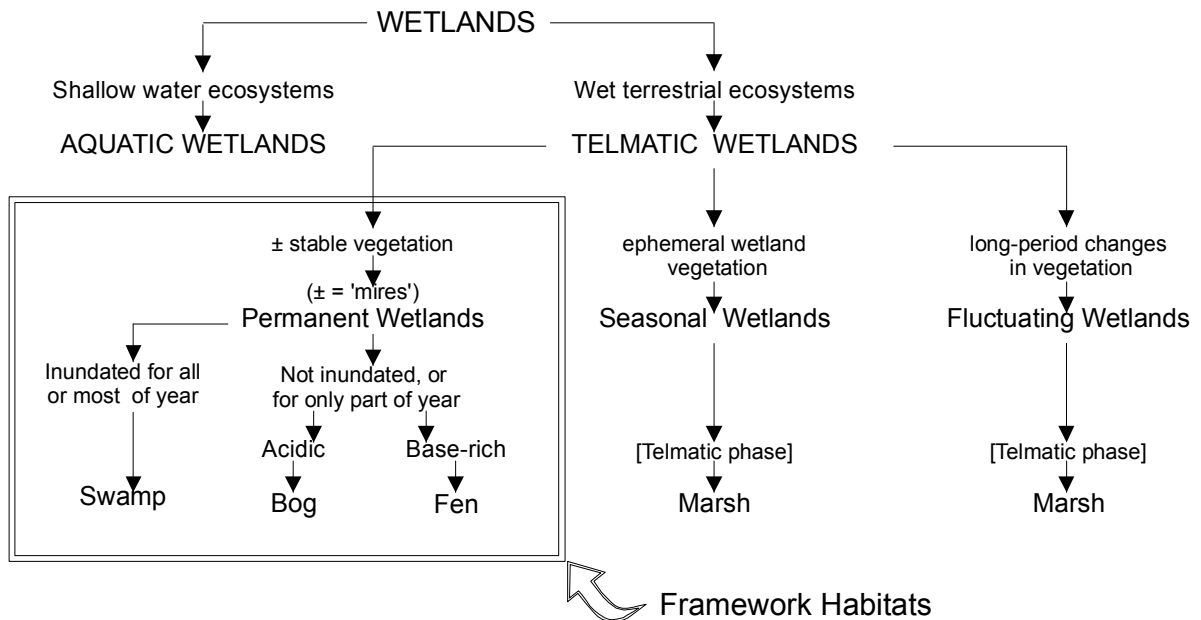 WETLANDS
Shallow water ecosystems
Wet terrestrial ecosystems
AQUATIC WETLANDS
TELMATIC WETLANDS
± stable vegetation
(± = 'mires')
Permanent Wetlands
ephemeral wetland
vegetation
Seasonal Wetlands
long-period changes
in vegetation
Fluctuating Wetlands
Inundated for all
or most of year
Not inundated, or
for only part of year
Acidic
Base-rich
[Telmatic phase]
[Telmatic phase]
Swamp
Bog
Fen
Marsh
Marsh
Framework Habitats